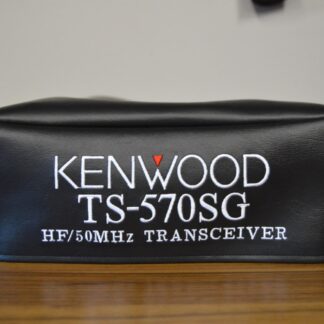 KENWOOD
TS-570SG
HF/50MHz TRANSCEIVER